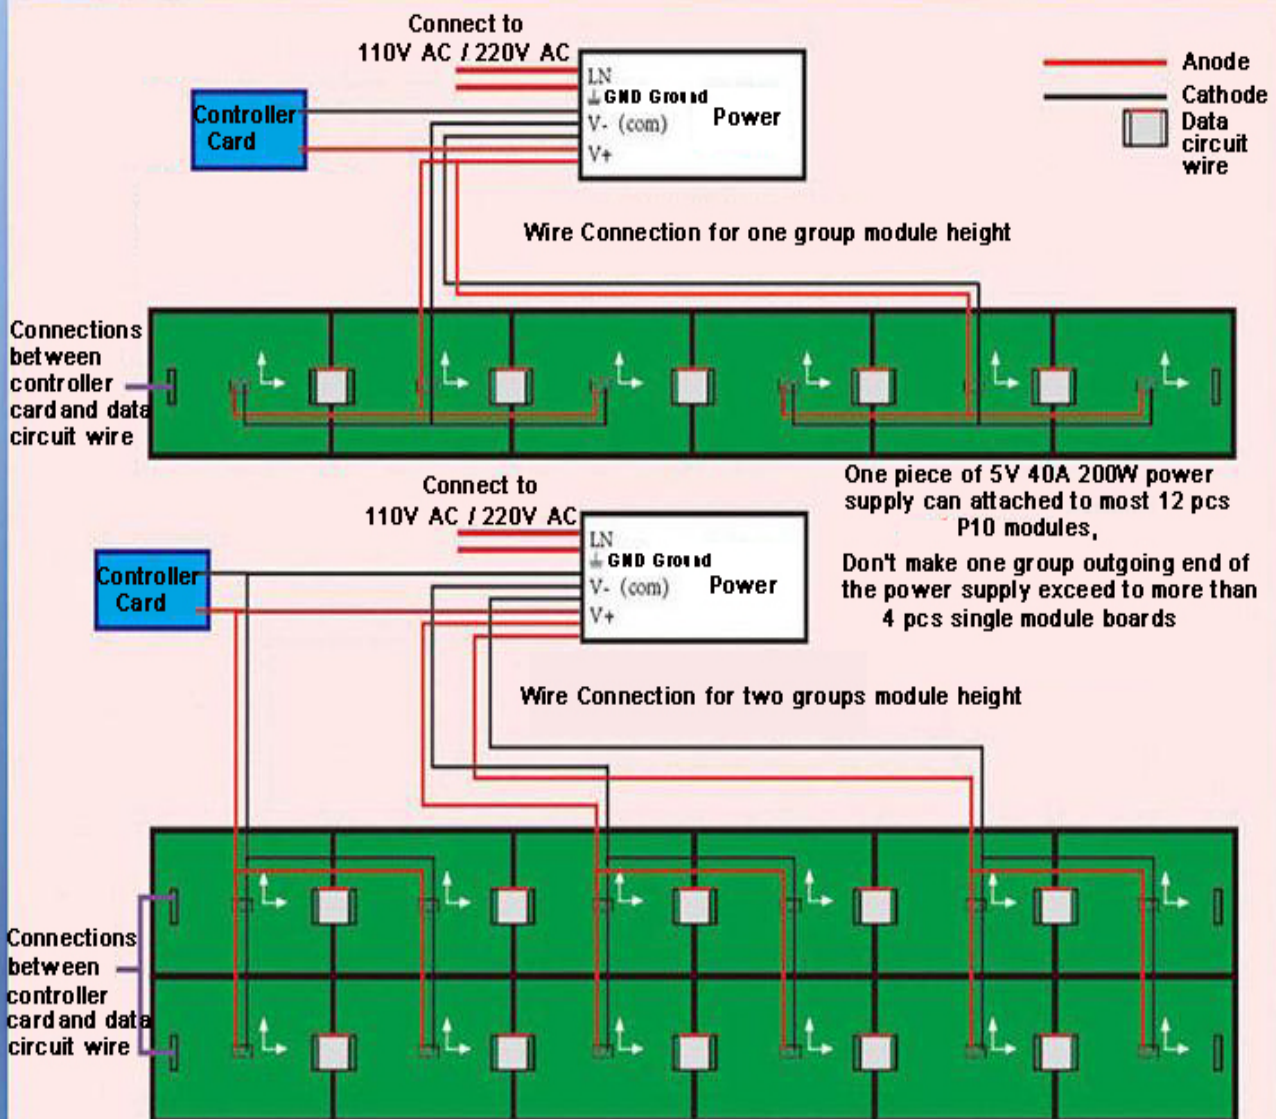 Connect to
110V AC / 220V AC
LN
GND Ground
V- (com)
V+
Power
Controller
Card
Anode
Cathode
Data
circuit
wire
Wire Connection for one group module height
Connections
between
controller
card and data
circuit wire
One piece of 5V 40A 200W power
supply can attached to most 12 pcs
P10 modules,
Don't make one group outgoing end of
the power supply exceed to more than
4 pcs single module boards
Connect to
110V AC / 220V AC
LN
GND Ground
V- (com)
V+
Power
Controller
Card
Wire Connection for two groups module height
Connections
between
controller
card and data
circuit wire